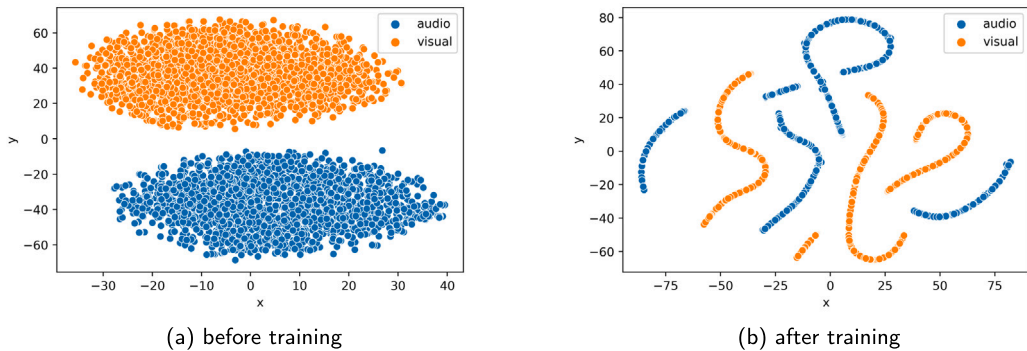 audio
visual
60
40
20
0
−20
−40
−60
y
−30 −20 −10 0 10 20 30 40
x
(a) before training
audio
visual
80
60
40
20
0
−20
−40
−60
y
−75 −50 −25 0 25 50 75
x
(b) after training